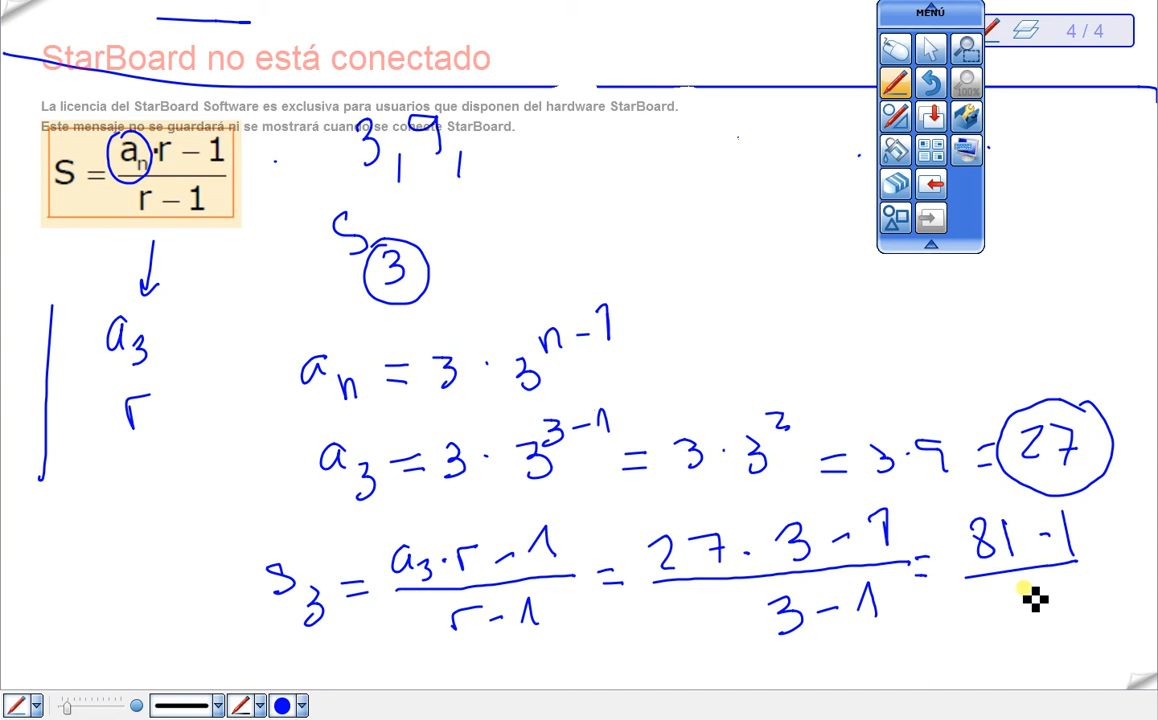 MENÚ
4 / 4
StarBoard no está conectado
La licencia del StarBoard Software es exclusiva para usuarios que disponen del hardware StarBoard.
Este mensaje no se guardará ni se mostrará cuando se conecte StarBoard.
100%
S = (aₙ · r − 1) / (r − 1)
3, 9,
S₃
a₃
r
aₙ = 3 · 3ⁿ⁻¹
a₃ = 3 · 3³⁻¹ = 3 · 3² = 3 · 9 = 27
S₃ = (a₃ · r − 1) / (r − 1) = (27 · 3 − 1) / (3 − 1) = 81 − 1